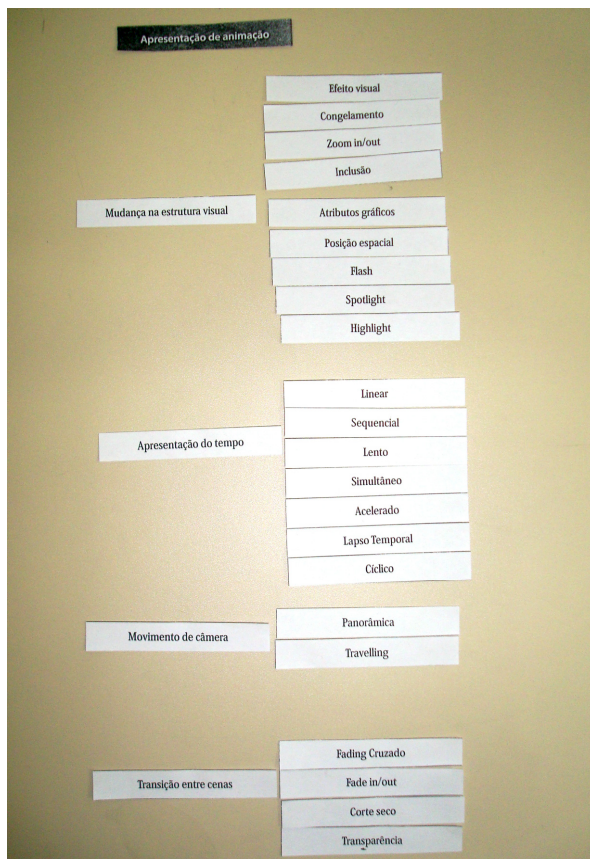 Apresentação de animação
Efeito visual
Congelamento
Zoom in/out
Inclusão
Mudança na estrutura visual
Atributos gráficos
Posição espacial
Flash
Spotlight
Highlight
Linear
Sequencial
Apresentação do tempo
Lento
Simultâneo
Acelerado
Lapso Temporal
Cíclico
Movimento de câmera
Panorâmica
Travelling
Fading Cruzado
Transição entre cenas
Fade in/out
Corte seco
Transparência